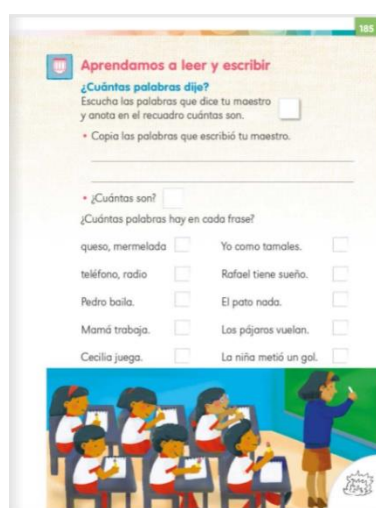 185
Aprendamos a leer y escribir
¿Cuántas palabras dije?
Escucha las palabras que dice tu maestro
y anota en el recuadro cuántas son.
• Copia las palabras que escribió tu maestro.
• ¿Cuántas son?
¿Cuántas palabras hay en cada frase?
queso, mermelada Yo como tamales.
teléfono, radio Rafael tiene sueño.
Pedro baila. El pato nada.
Mamá trabaja. Los pájaros vuelan.
Cecilia juega. La niña metió un gol.